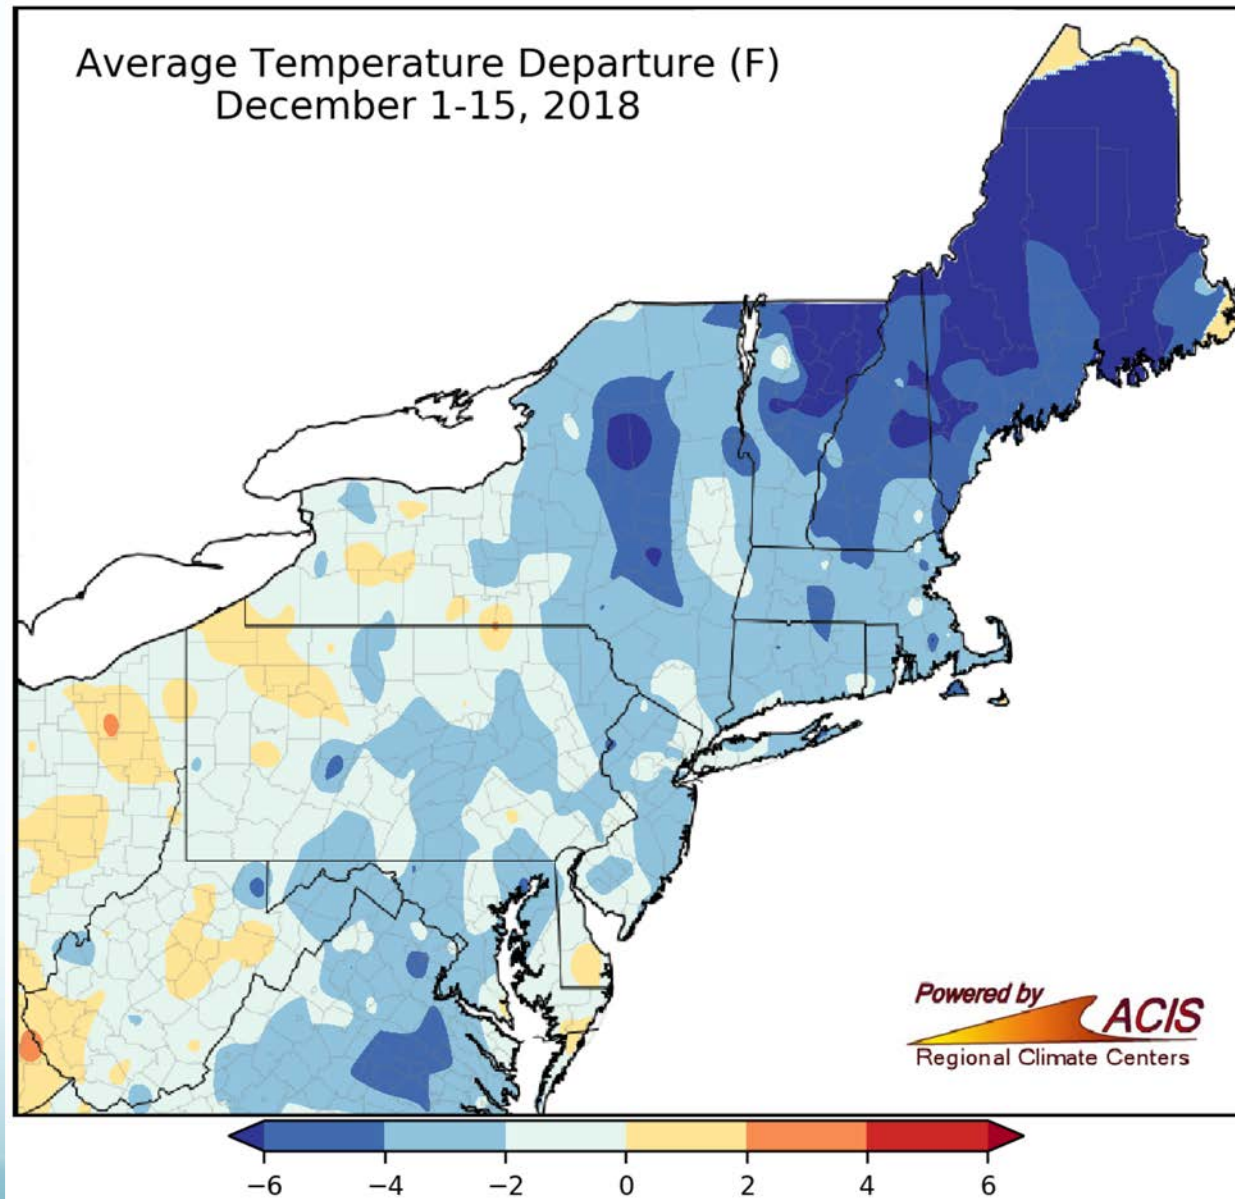 Average Temperature Departure (F)
December 1-15, 2018
Powered by
ACIS
Regional Climate Centers
−6 −4 −2 0 2 4 6